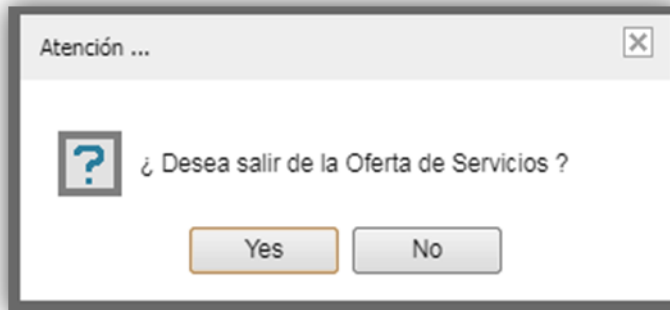 Atención ...
¿ Desea salir de la Oferta de Servicios ?
Yes
No